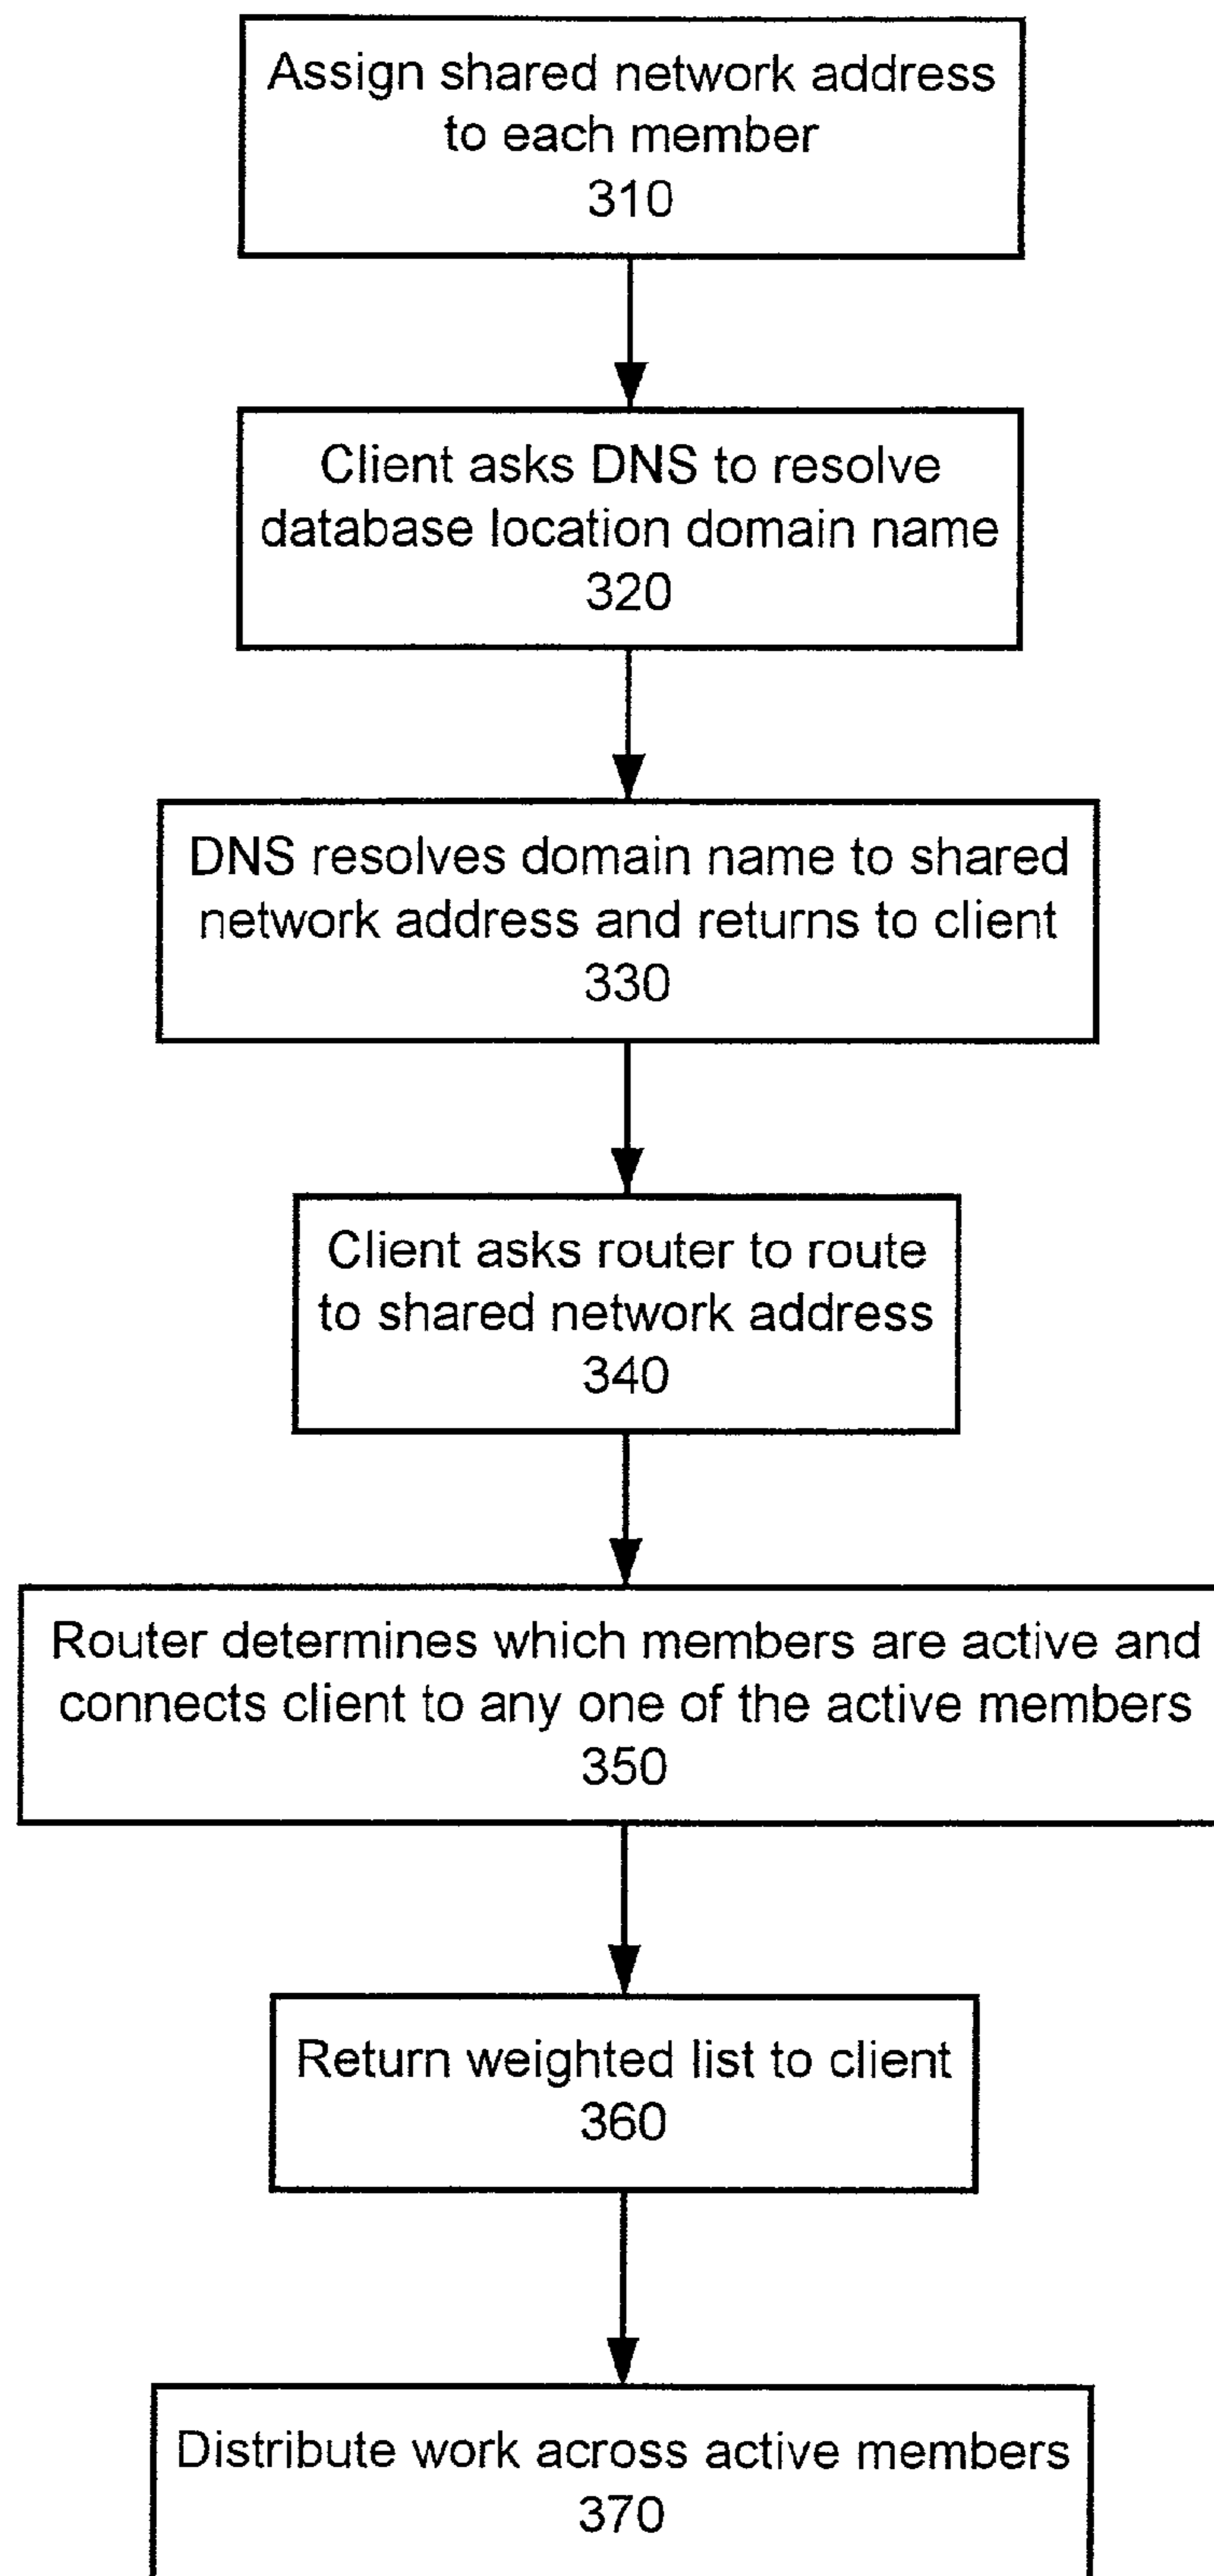 Assign shared network address
to each member
310
Client asks DNS to resolve
database location domain name
320
DNS resolves domain name to shared
network address and returns to client
330
Client asks router to route
to shared network address
340
Router determines which members are active and
connects client to any one of the active members
350
Return weighted list to client
360
Distribute work across active members
370